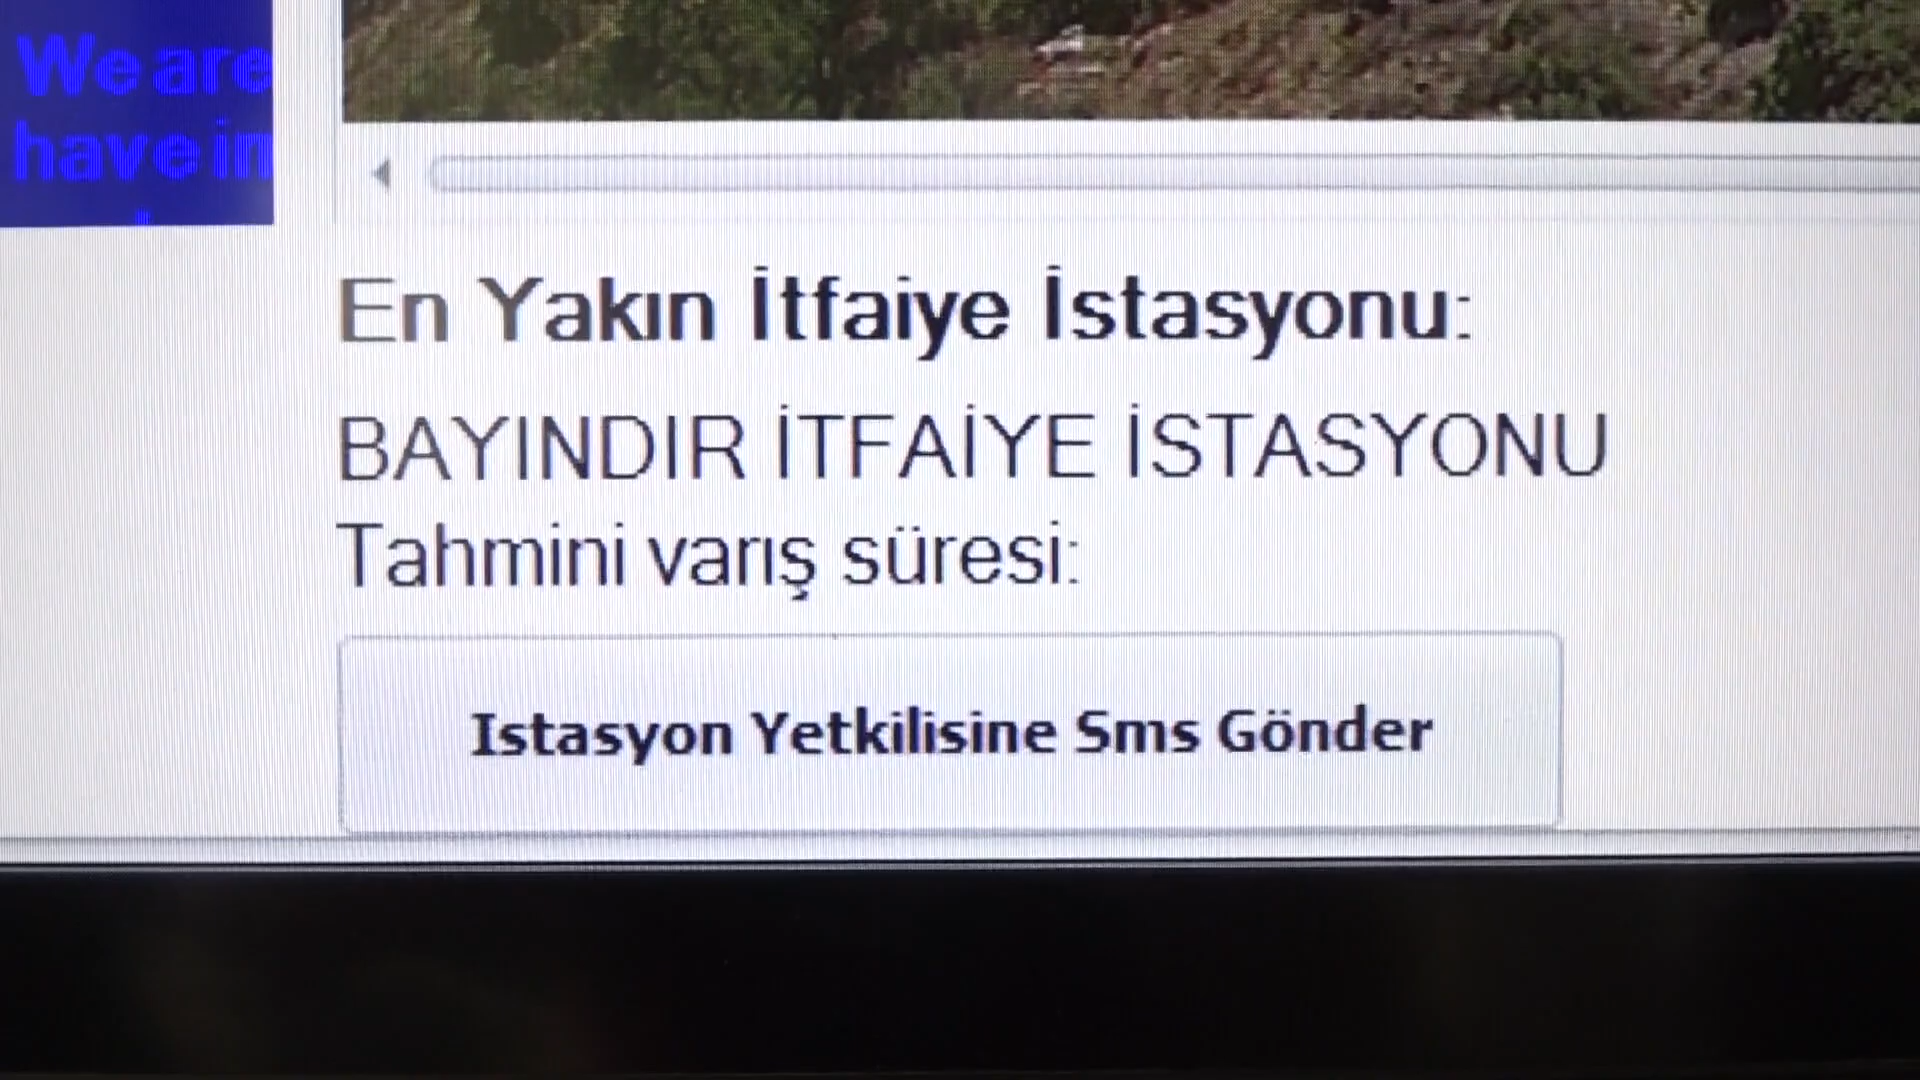 We are
have in
En Yakın İtfaiye İstasyonu:
BAYINDIR İTFAİYE İSTASYONU
Tahmini varış süresi:
Istasyon Yetkilisine Sms Gönder